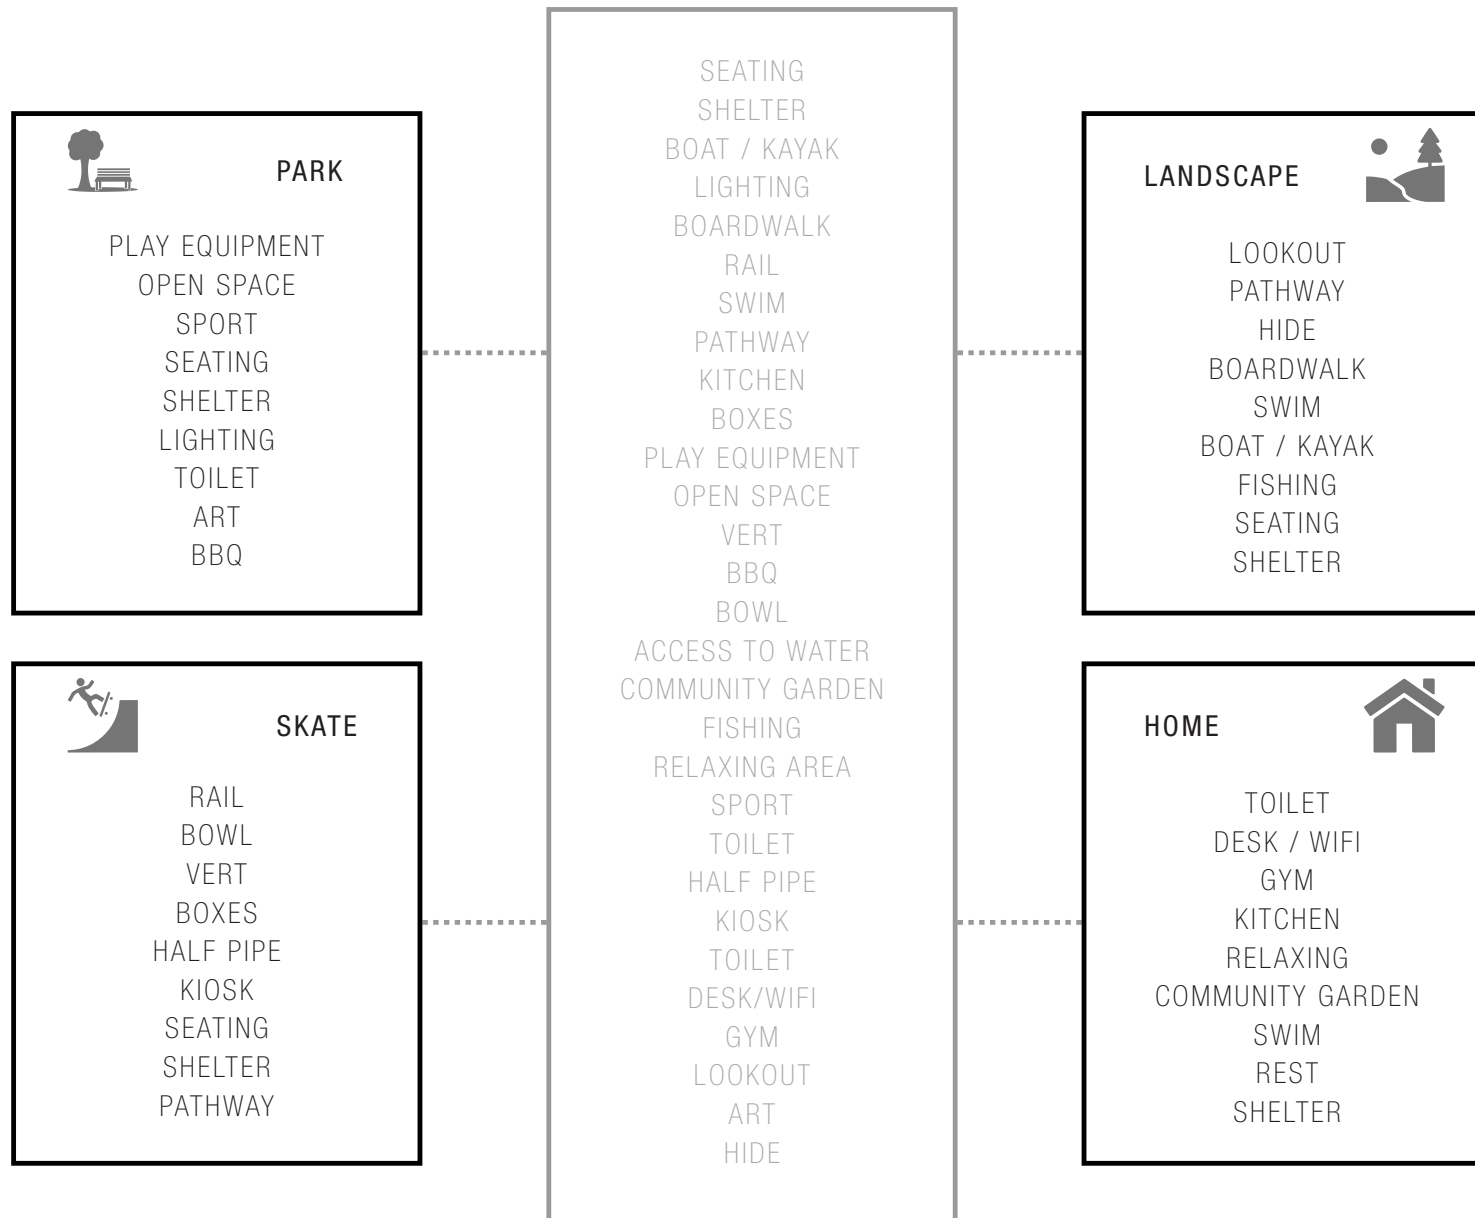 PARK
PLAY EQUIPMENT
OPEN SPACE
SPORT
SEATING
SHELTER
LIGHTING
TOILET
ART
BBQ
SKATE
RAIL
BOWL
VERT
BOXES
HALF PIPE
KIOSK
SEATING
SHELTER
PATHWAY
SEATING
SHELTER
BOAT / KAYAK
LIGHTING
BOARDWALK
RAIL
SWIM
PATHWAY
KITCHEN
BOXES
PLAY EQUIPMENT
OPEN SPACE
VERT
BBQ
BOWL
ACCESS TO WATER
COMMUNITY GARDEN
FISHING
RELAXING AREA
SPORT
TOILET
HALF PIPE
KIOSK
TOILET
DESK/WIFI
GYM
LOOKOUT
ART
HIDE
LANDSCAPE
LOOKOUT
PATHWAY
HIDE
BOARDWALK
SWIM
BOAT / KAYAK
FISHING
SEATING
SHELTER
HOME
TOILET
DESK / WIFI
GYM
KITCHEN
RELAXING
COMMUNITY GARDEN
SWIM
REST
SHELTER